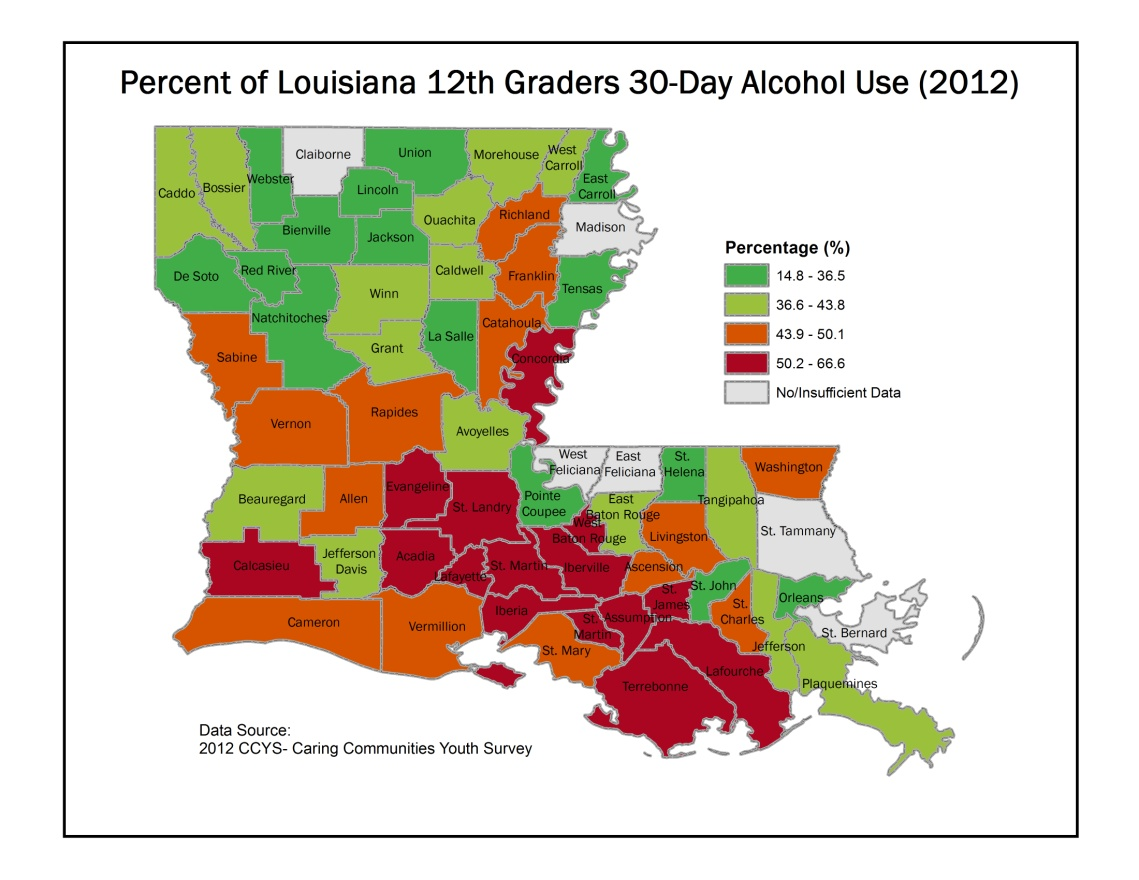 Percent of Louisiana 12th Graders 30-Day Alcohol Use (2012)
Claiborne
Union
Morehouse
West
Carroll
Caddo
Bossier
Webster
Lincoln
East
Carroll
Ouachita
Richland
Bienville
Jackson
Madison
De Soto
Red River
Caldwell
Franklin
Tensas
Winn
Natchitoches
La Salle
Catahoula
Sabine
Grant
Concordia
Vernon
Rapides
Avoyelles
Percentage (%)
14.8 - 36.5
36.6 - 43.8
43.9 - 50.1
50.2 - 66.6
No/Insufficient Data
West
Feliciana
East
Feliciana
St.
Helena
Washington
Beauregard
Allen
Evangeline
St. Landry
Pointe
Coupee
East
Baton Rouge
Tangipahoa
West
Baton Rouge
Livingston
St. Tammany
Calcasieu
Jefferson
Davis
Acadia
Lafayette
St. Martin
Iberville
Ascension
St. John
St.
James
Orleans
Cameron
Vermillion
Iberia
St.
Martin
Assumption
St.
Charles
St. Bernard
St. Mary
Jefferson
Terrebonne
Lafourche
Plaquemines
Data Source:
2012 CCYS- Caring Communities Youth Survey